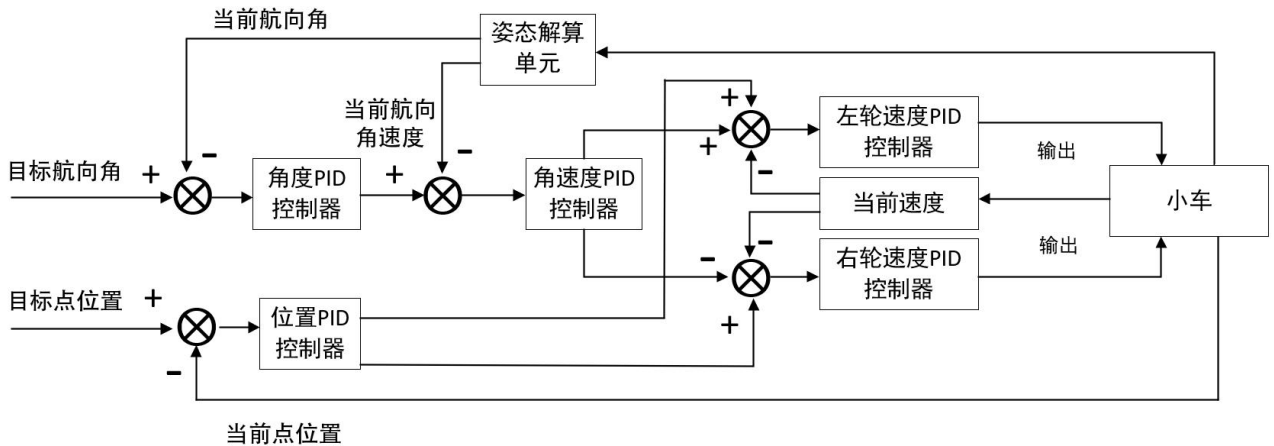 当前航向角
姿态解算
单元
当前航向
角速度
+
+
左轮速度PID
控制器
输出
目标航向角
+
-
角度PID
控制器
+
-
角速度PID
控制器
-
当前速度
小车
-
-
右轮速度PID
控制器
输出
目标点位置
+
位置PID
控制器
+
-
当前点位置